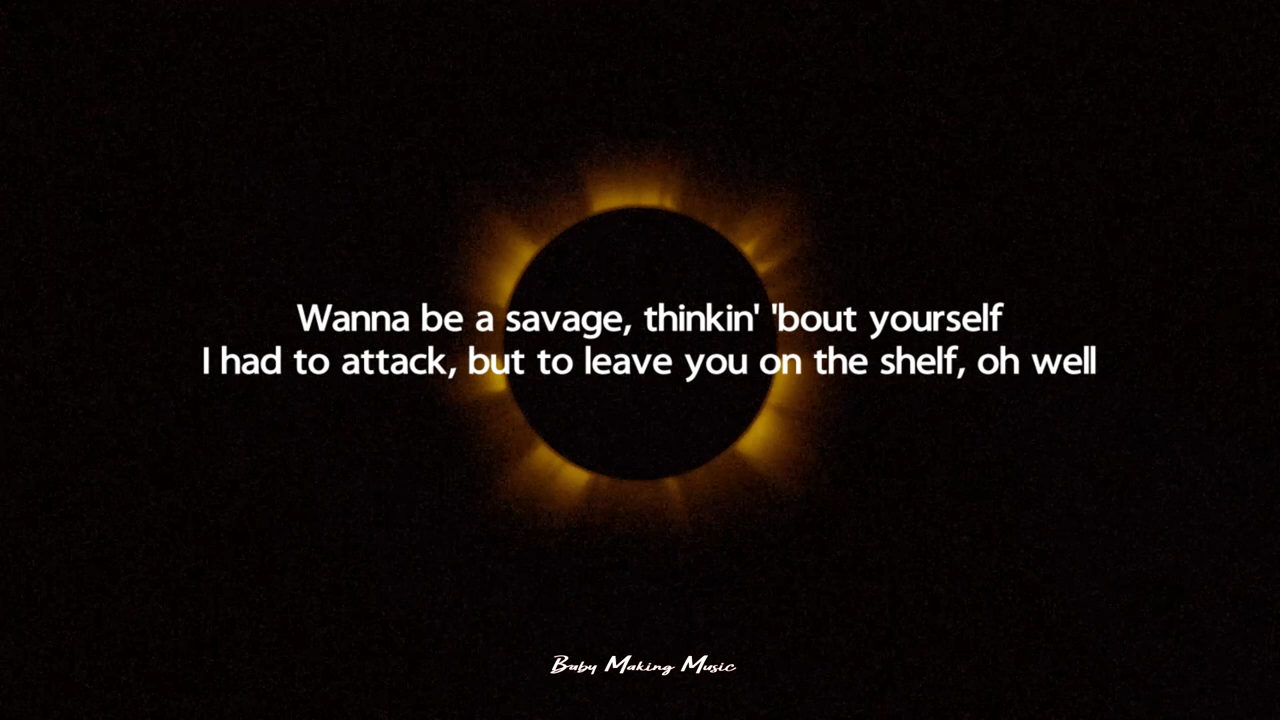 Wanna be a savage, thinkin' 'bout yourself
I had to attack, but to leave you on the shelf, oh well
Baby Making Music